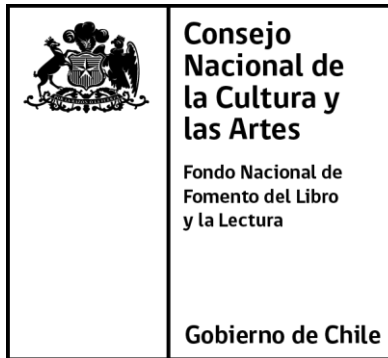 Consejo
Nacional de
la Cultura y
las Artes
Fondo Nacional de
Fomento del Libro
y la Lectura
Gobierno de Chile